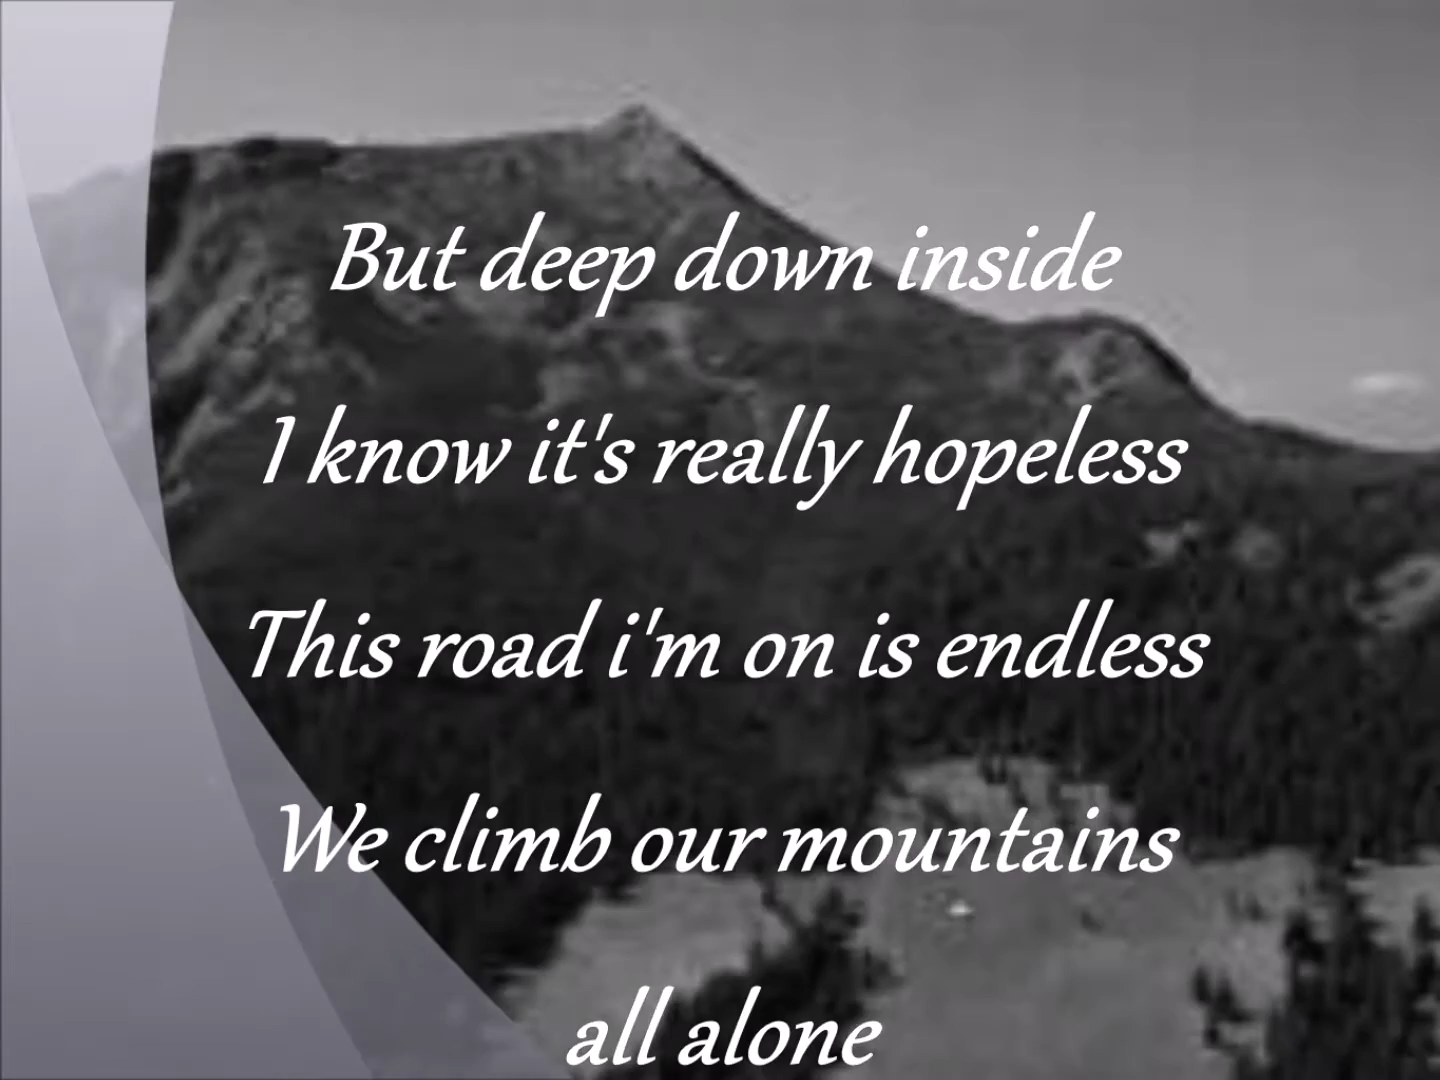 But deep down inside
I know it's really hopeless
This road i'm on is endless
We climb our mountains
all alone